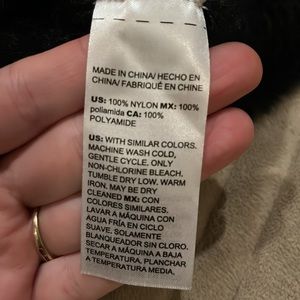 MADE IN CHINA/ HECHO EN
CHINA/ FABRIQUÉ EN CHINE
US: 100% NYLON MX: 100%
poliamida CA: 100%
POLYAMIDE
US: WITH SIMILAR COLORS.
MACHINE WASH COLD,
GENTLE CYCLE. ONLY
NON-CHLORINE BLEACH.
TUMBLE DRY LOW. WARM
IRON. MAY BE DRY
CLEANED MX: CON
COLORES SIMILARES.
LAVAR A MÁQUINA CON
AGUA FRÍA EN CICLO
SUAVE. SOLAMENTE
BLANQUEADOR SIN CLORO.
SECAR A MÁQUINA A BAJA
TEMPERATURA. PLANCHAR
A TEMPERATURA MEDIA.